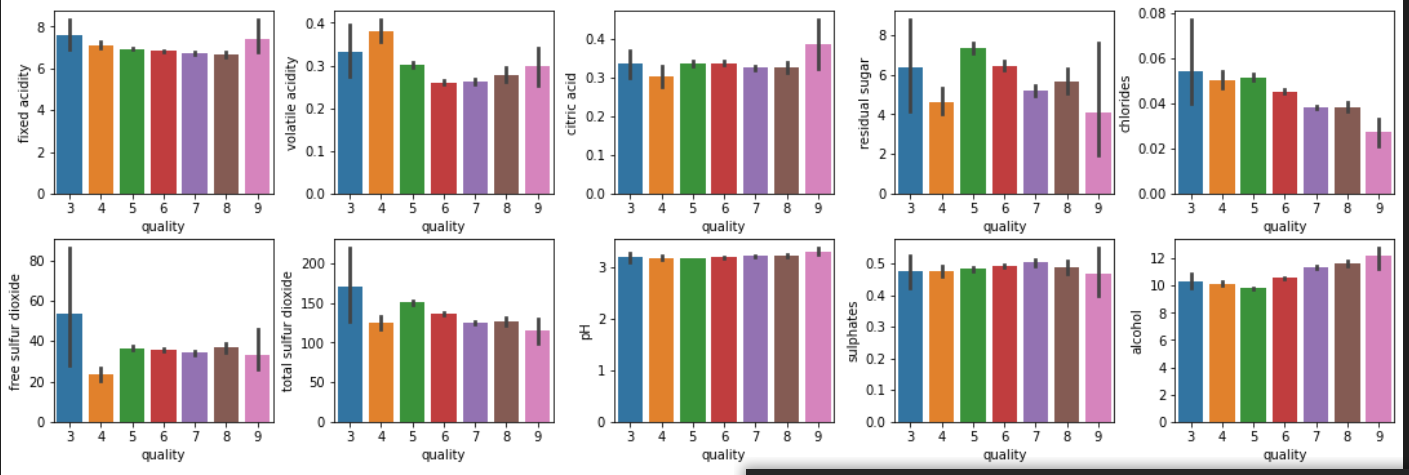 fixed acidity
8
6
4
2
0
3 4 5 6 7 8 9
quality
volatile acidity
0.4
0.3
0.2
0.1
0.0
3 4 5 6 7 8 9
quality
citric acid
0.4
0.3
0.2
0.1
0.0
3 4 5 6 7 8 9
quality
residual sugar
8
6
4
2
0
3 4 5 6 7 8 9
quality
chlorides
0.08
0.06
0.04
0.02
0.00
3 4 5 6 7 8 9
quality
free sulfur dioxide
80
60
40
20
0
3 4 5 6 7 8 9
quality
total sulfur dioxide
200
150
100
50
0
3 4 5 6 7 8 9
quality
pH
3
2
1
0
3 4 5 6 7 8 9
quality
sulphates
0.5
0.4
0.3
0.2
0.1
0.0
3 4 5 6 7 8 9
quality
alcohol
12
10
8
6
4
2
0
3 4 5 6 7 8 9
quality